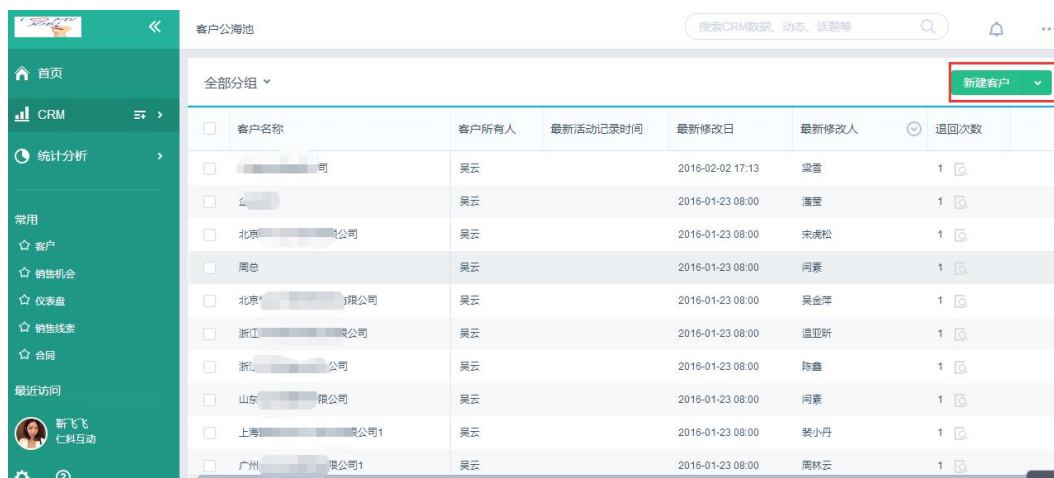 客户公海池
搜索CRM数据、动态、话题等
首页
CRM
统计分析
常用
客户
销售机会
仪表盘
销售线索
合同
最近访问
靳飞飞
仁科互动
全部分组
新建客户
客户名称 客户所有人 最新活动记录时间 最新修改日 最新修改人 退回次数
司 吴云 2016-02-02 17:13 梁雪 1
吴云 2016-01-23 08:00 潘莹 1
北京 公司 吴云 2016-01-23 08:00 宋虎松 1
周总 吴云 2016-01-23 08:00 闫素 1
北京 有限公司 吴云 2016-01-23 08:00 吴金萍 1
浙江 限公司 吴云 2016-01-23 08:00 温亚昕 1
浙江 公司 吴云 2016-01-23 08:00 陈鑫 1
山东 限公司 吴云 2016-01-23 08:00 闫素 1
上海 限公司1 吴云 2016-01-23 08:00 裴小丹 1
广州 限公司1 吴云 2016-01-23 08:00 周林云 1